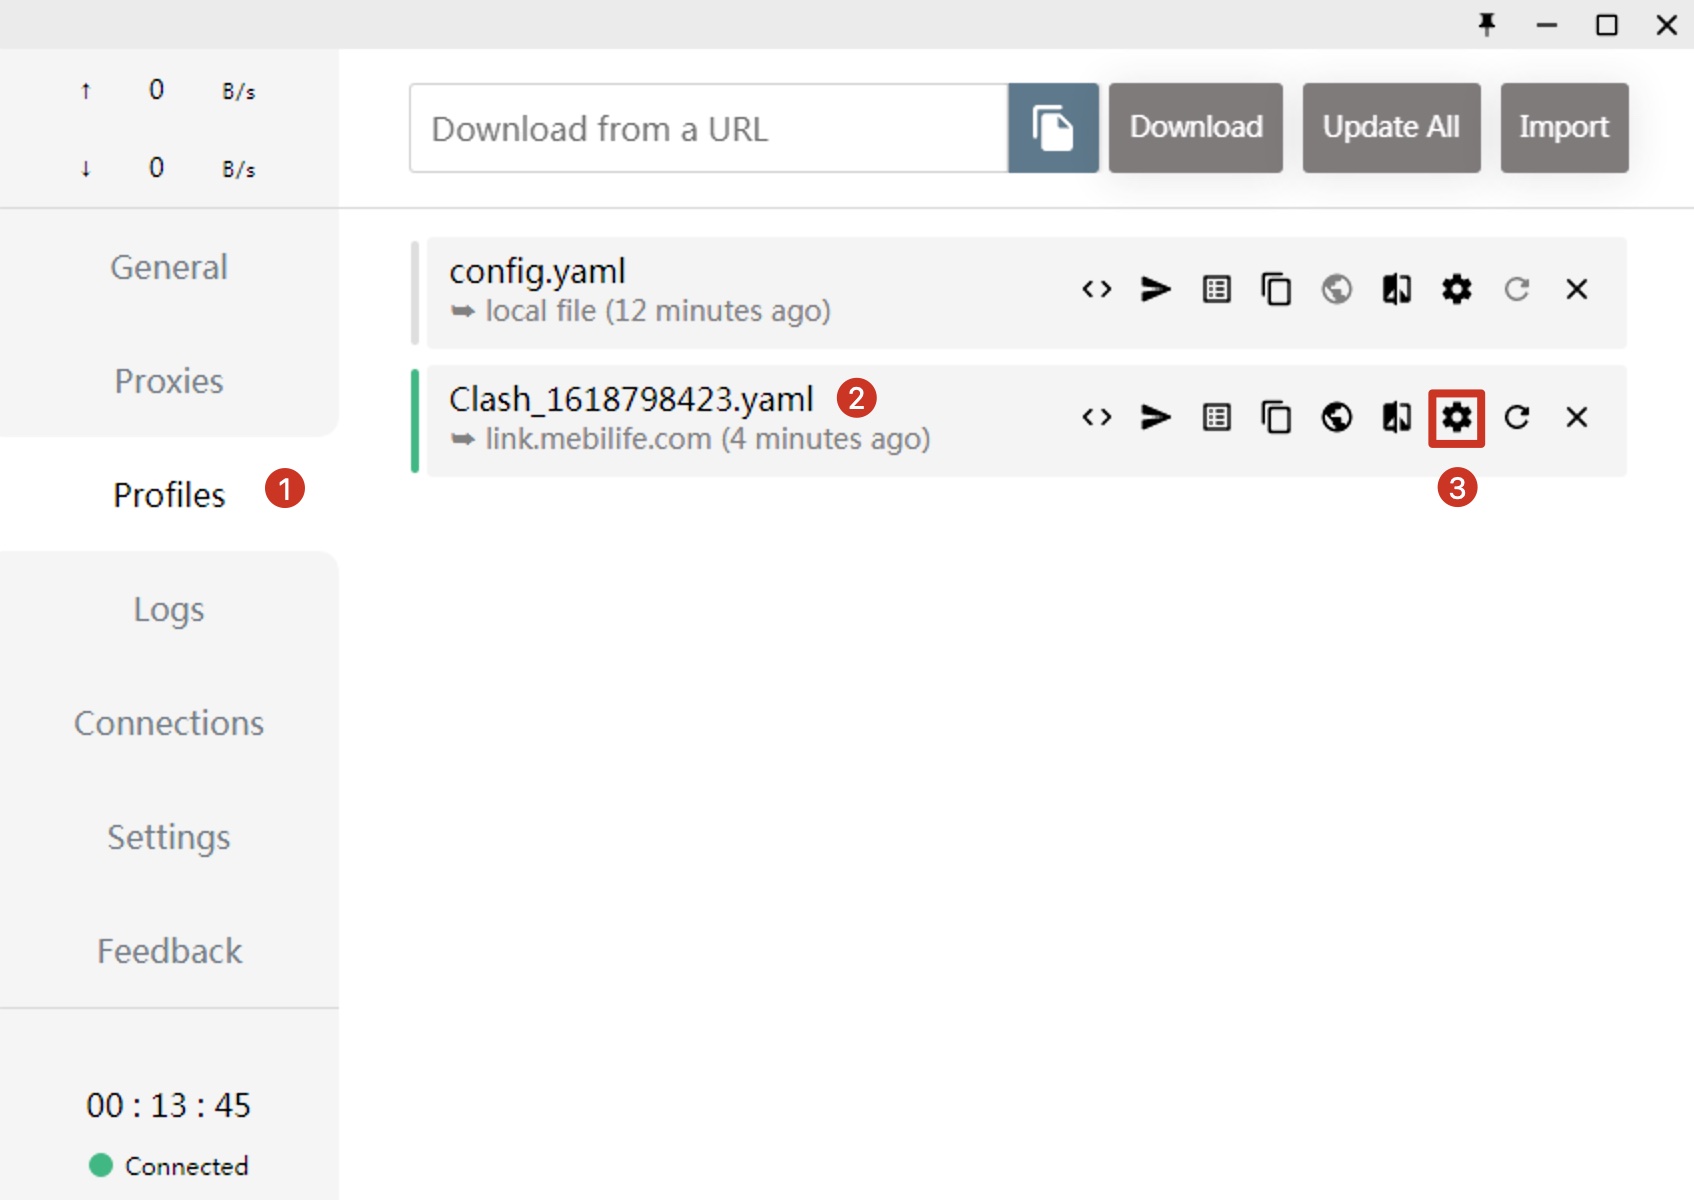 ↑ 0 B/s
↓ 0 B/s
Download from a URL
Download
Update All
Import
General
Proxies
Profiles 1
Logs
Connections
Settings
Feedback
00 : 13 : 45
Connected
config.yaml
➥ local file (12 minutes ago)
Clash_1618798423.yaml 2
➥ link.mebilife.com (4 minutes ago)
3